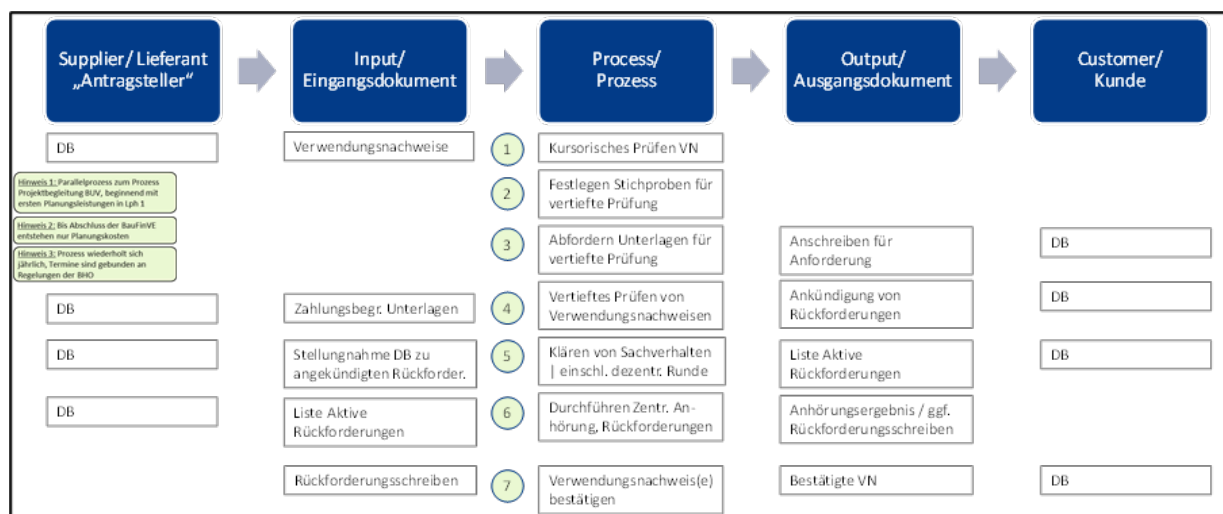 Supplier/ Lieferant
„Antragsteller“
Input/
Eingangsdokument
Process/
Prozess
Output/
Ausgangsdokument
Customer/
Kunde
DB
Verwendungsnachweise
1
Kursorisches Prüfen VN
Hinweis 1: Parallelprozess zum Prozess
Projektbegleitung BUV, beginnend mit
ersten Planungsleistungen in Lph 1
2
Festlegen Stichproben für
vertiefte Prüfung
Hinweis 2: Bis Abschluss der BauFinVE
entstehen nur Planungskosten
Hinweis 3: Prozess wiederholt sich
jährlich, Termine sind gebunden an
Regelungen der BHO
3
Abfordern Unterlagen für
vertiefte Prüfung
Anschreiben für
Anforderung
DB
DB
Zahlungsbegr. Unterlagen
4
Vertieftes Prüfen von
Verwendungsnachweisen
Ankündigung von
Rückforderungen
DB
DB
Stellungnahme DB zu
angekündigten Rückforder.
5
Klären von Sachverhalten
| einschl. dezentr. Runde
Liste Aktive
Rückforderungen
DB
DB
Liste Aktive
Rückforderungen
6
Durchführen Zentr. An-
hörung, Rückforderungen
Anhörungsergebnis / ggf.
Rückforderungsschreiben
Rückforderungsschreiben
7
Verwendungsnachweis(e)
bestätigen
Bestätigte VN
DB